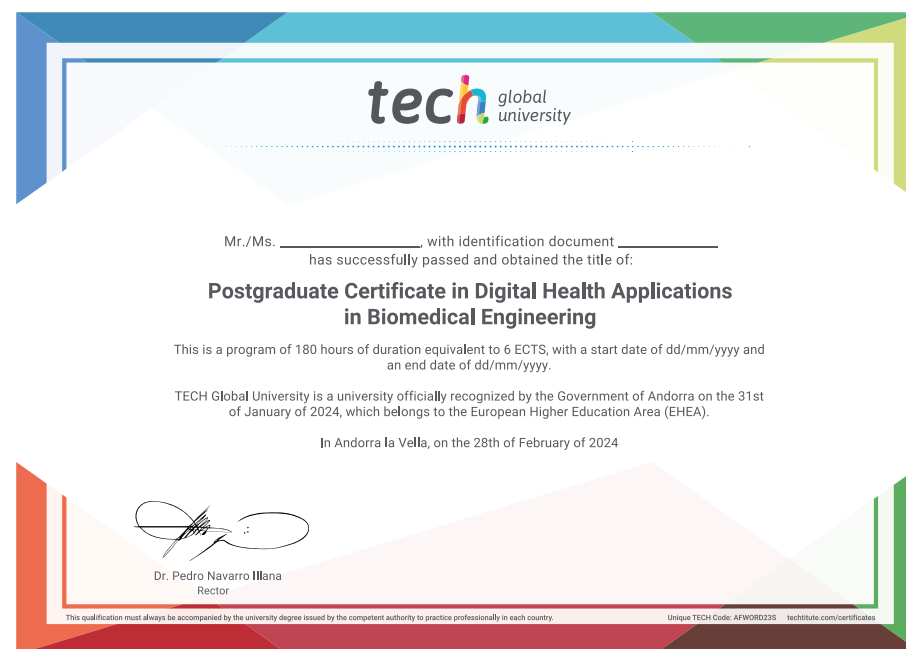 tech global
university
Mr./Ms. ____________________, with identification document ______________
has successfully passed and obtained the title of:
Postgraduate Certificate in Digital Health Applications
in Biomedical Engineering
This is a program of 180 hours of duration equivalent to 6 ECTS, with a start date of dd/mm/yyyy and
an end date of dd/mm/yyyy.
TECH Global University is a university officially recognized by the Government of Andorra on the 31st
of January of 2024, which belongs to the European Higher Education Area (EHEA).
In Andorra la Vella, on the 28th of February of 2024
Dr. Pedro Navarro Illana
Rector
This qualification must always be accompanied by the university degree issued by the competent authority to practice professionally in each country.
Unique TECH Code: AFWORD23S techtitute.com/certificates